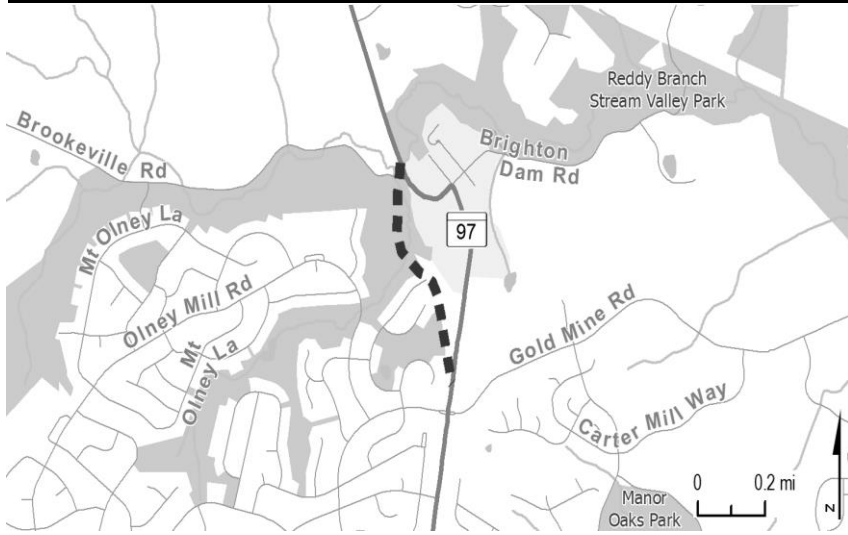 Reddy Branch
Stream Valley Park
Brookeville Rd
Brighton
Dam Rd
97
Mt Olney La
Olney Mill Rd
Mt
Olney La
Gold Mine Rd
Carter Mill Way
0 0.2 mi
Manor
Oaks Park
N